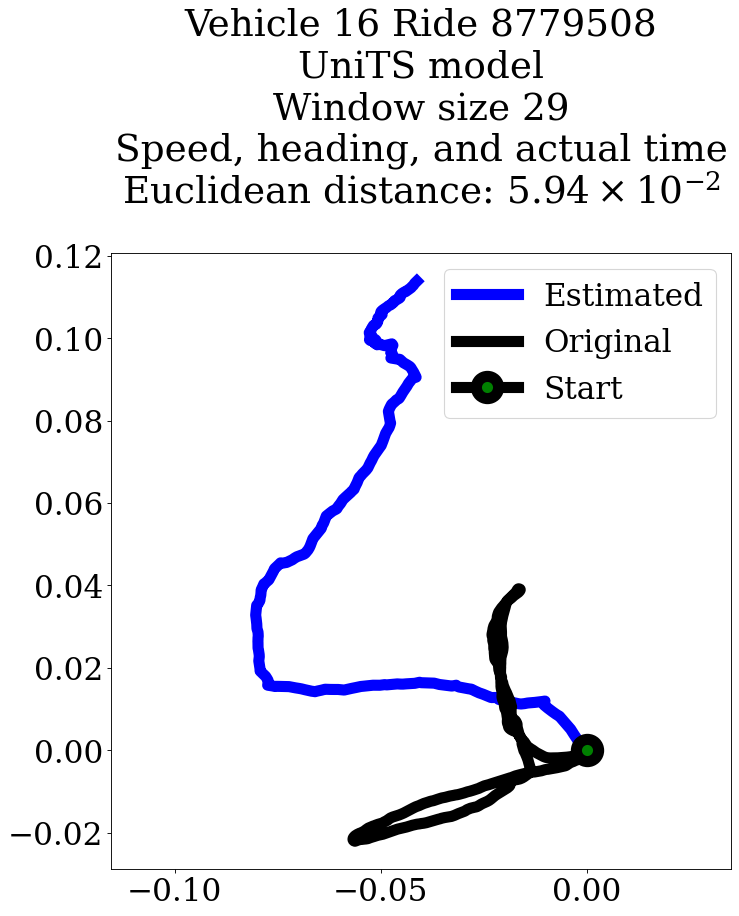 Vehicle 16 Ride 8779508
UniTS model
Window size 29
Speed, heading, and actual time
Euclidean distance: 5.94 × 10⁻²
0.12
0.10
0.08
0.06
0.04
0.02
0.00
−0.02
−0.10
−0.05
0.00
Estimated
Original
Start